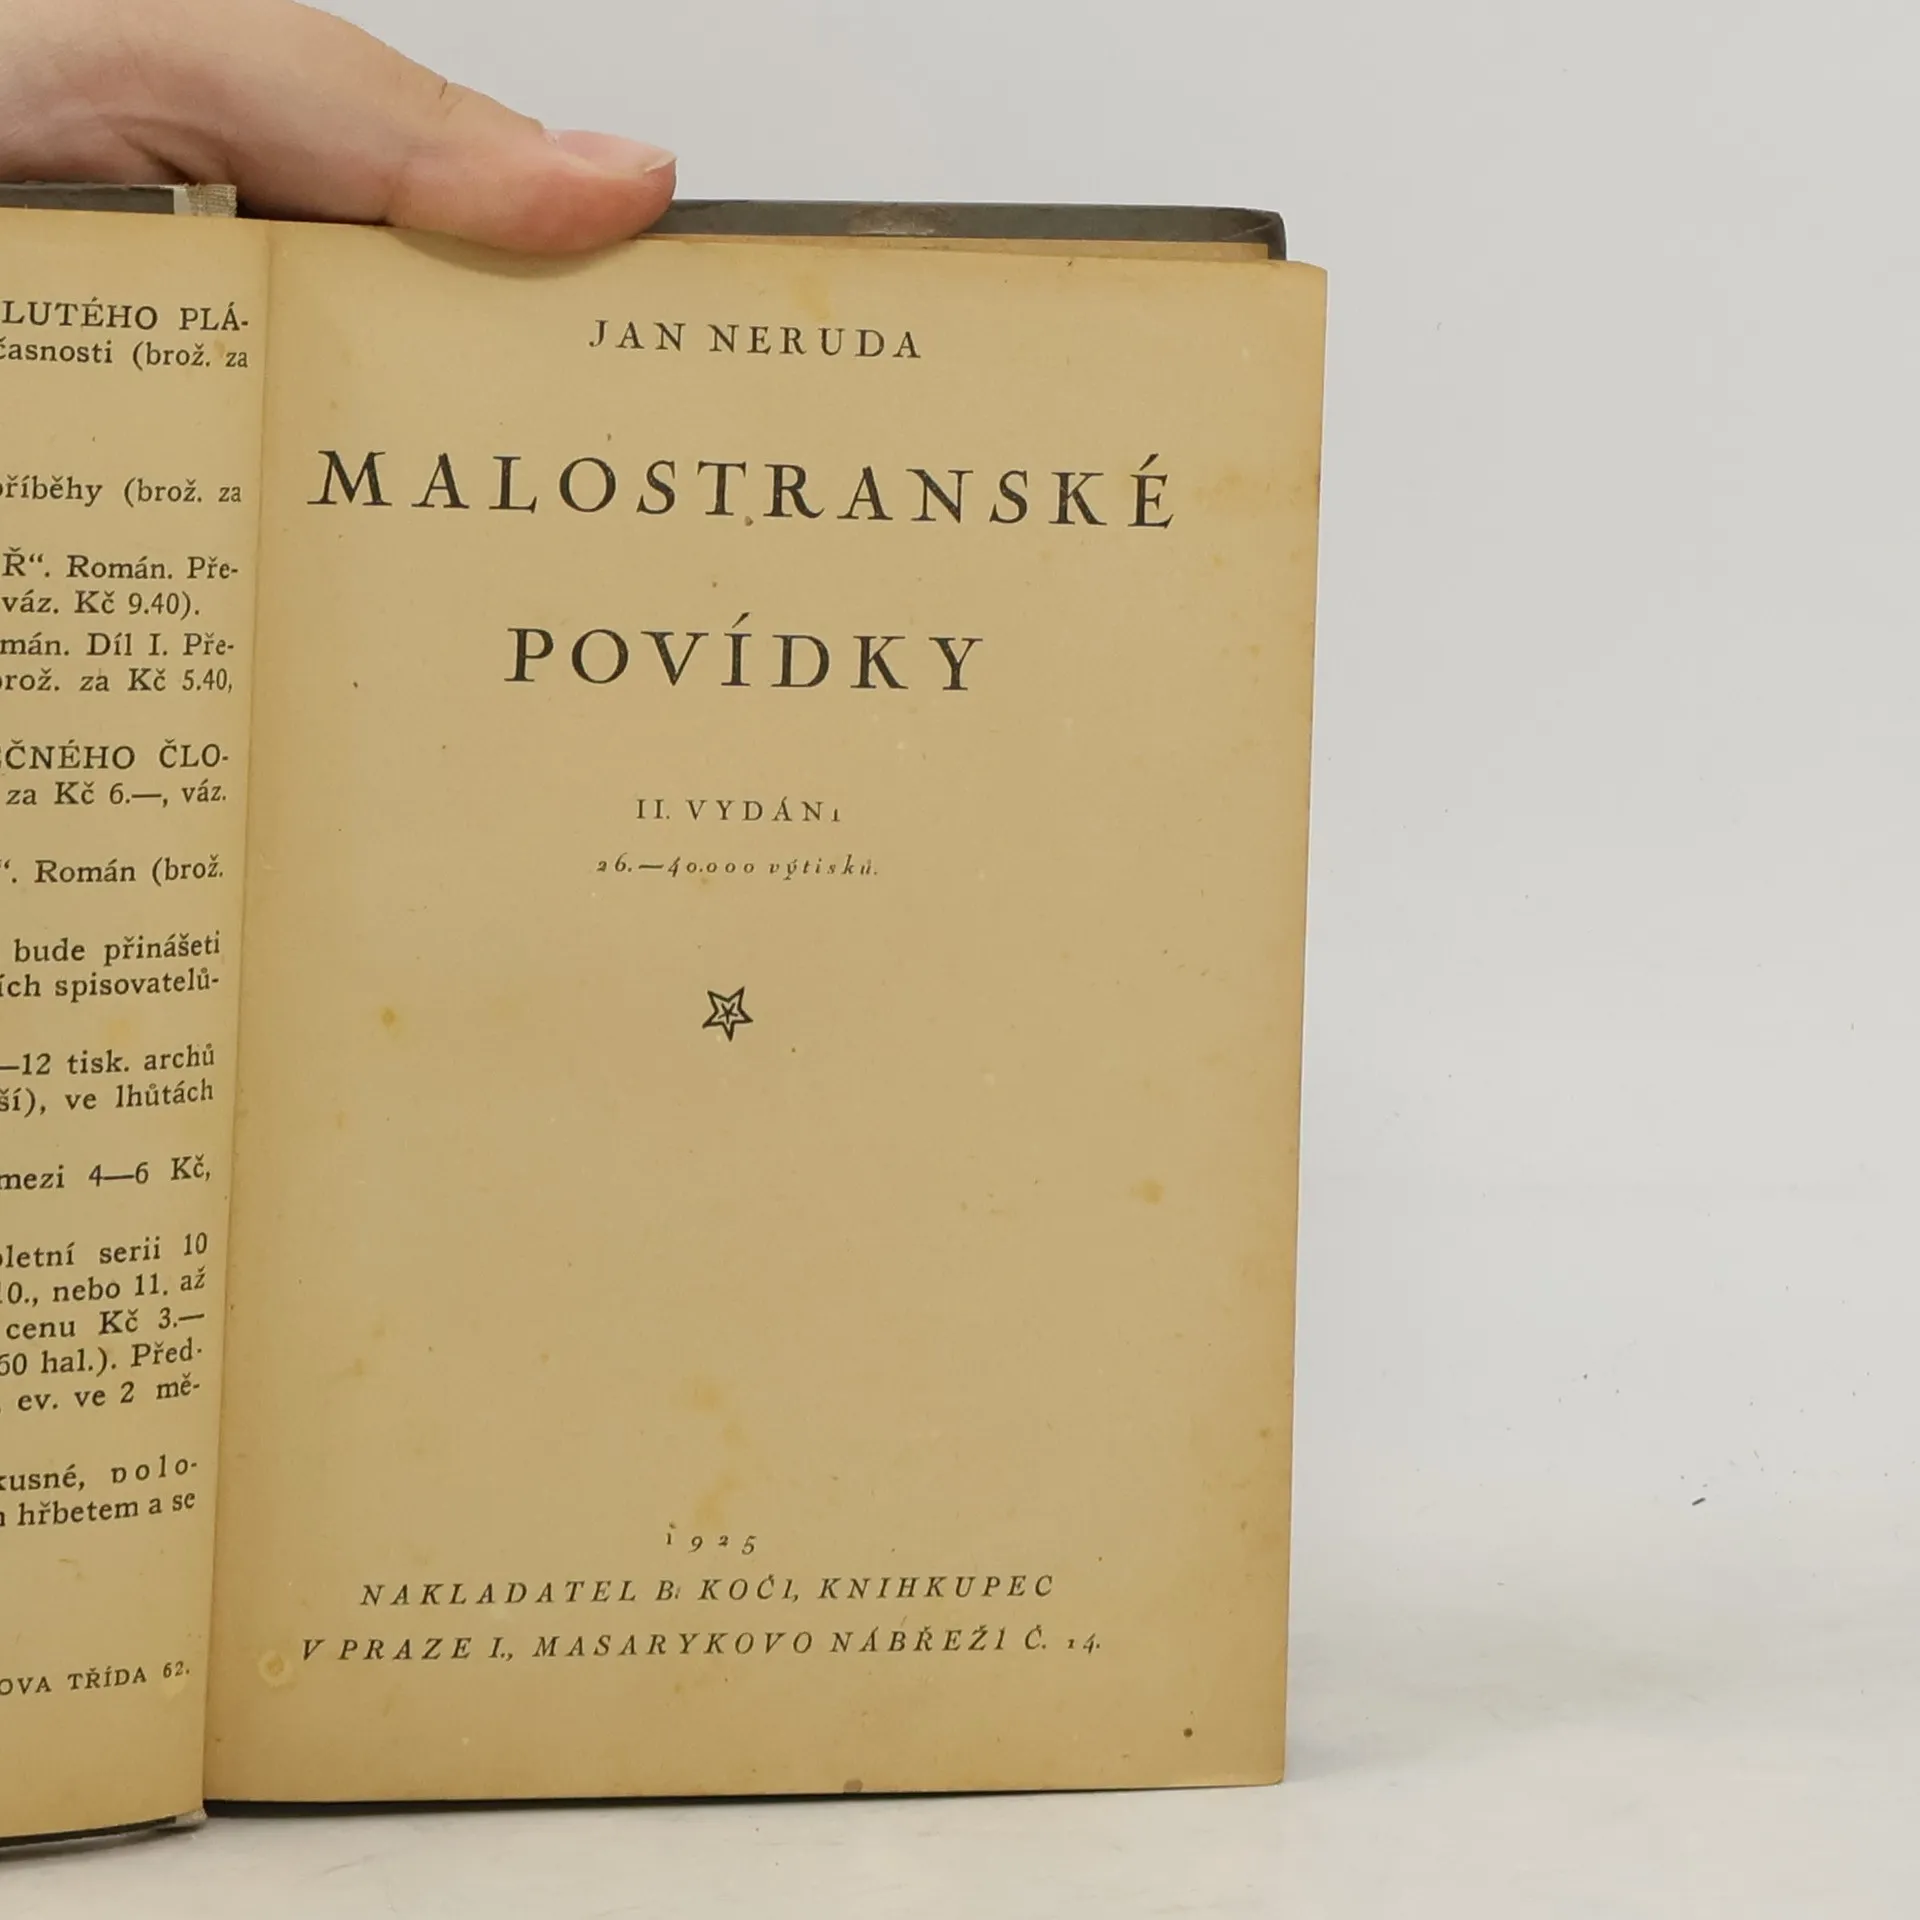 LUTÉHO PLÁ-
časnosti (brož. za
příběhy (brož. za
Ř“. Román. Pře-
váz. Kč 9.40).
mán. Díl I. Pře-
brož. za Kč 5.40,
EČNÉHO ČLO-
za Kč 6.—, váz.
“. Román (brož.
bude přinášeti
ích spisovatelů-
—12 tisk. archů
ší), ve lhůtách
mezi 4—6 Kč,
pletní serii 10
10., nebo 11. až
cenu Kč 3.—
60 hal.). Před-
ev. ve 2 mě-
kusné, polo-
hřbetem a se
OVA TŘÍDA 62.
JAN NERUDA
MALOSTRANSKÉ
POVÍDKY
II. VYDÁNÍ
26.—40.000 výtisků.
1925
NAKLADATEL B. KOČÍ, KNIHKUPEC
V PRAZE I., MASARYKOVO NÁBŘEŽÍ Č. 14.